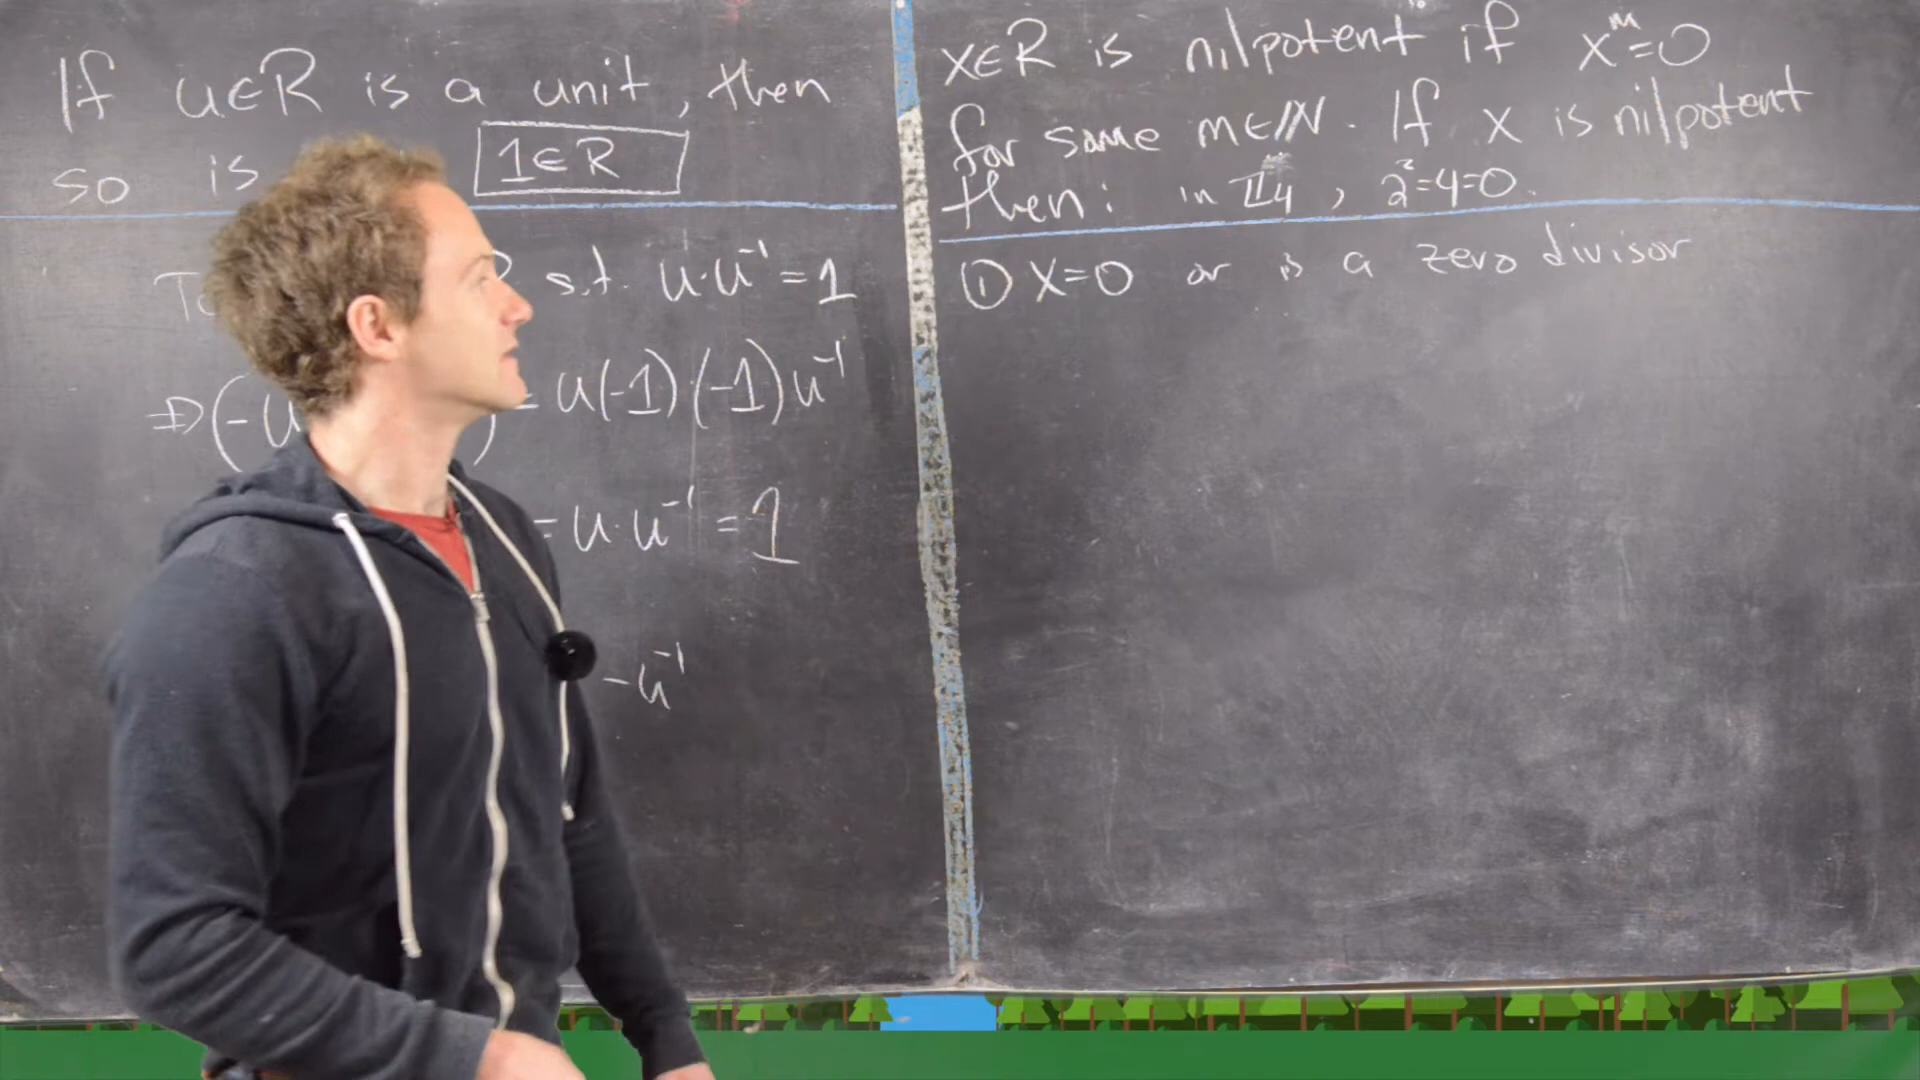 If u∈R is a unit, then
so is 1∈R
s.t. u·u⁻¹=1
⇒(-u ) = u(-1)(-1)u⁻¹
= u·u⁻¹ = 1
-u⁻¹
x∈R is nilpotent if xᵐ=0
for some m∈ℕ. If x is nilpotent
then: in ℤ4, 2²=4=0.
① x=0 or is a zero divisor